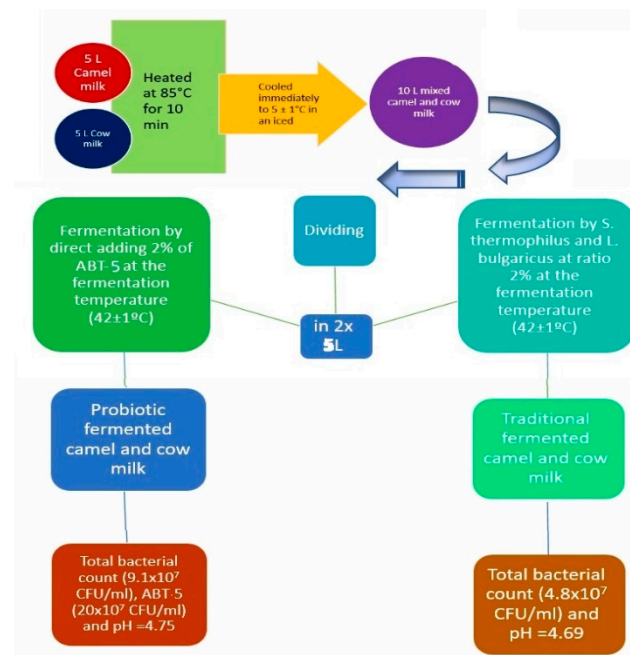 5 L
Camel
milk
5 L Cow
milk
Heated
at 85°C
for 10
min
Cooled
immediately
to 5 ± 1°C in
an iced
10 L mixed
camel and cow
milk
Fermentation by
direct adding 2% of
ABT-5 at the
fermentation
temperature
(42±1ºC)
Dividing
in 2x
5L
Fermentation by S.
thermophilus and L.
bulgaricus at ratio
2% at the
fermentation
temperature
(42±1ºC)
Probiotic
fermented
camel and cow
milk
Traditional
fermented
camel and cow
milk
Total bacterial
count (9.1x10⁷
CFU/ml), ABT-5
(20x10⁷ CFU/ml)
and pH =4.75
Total bacterial
count (4.8x10⁷
CFU/ml) and
pH =4.69